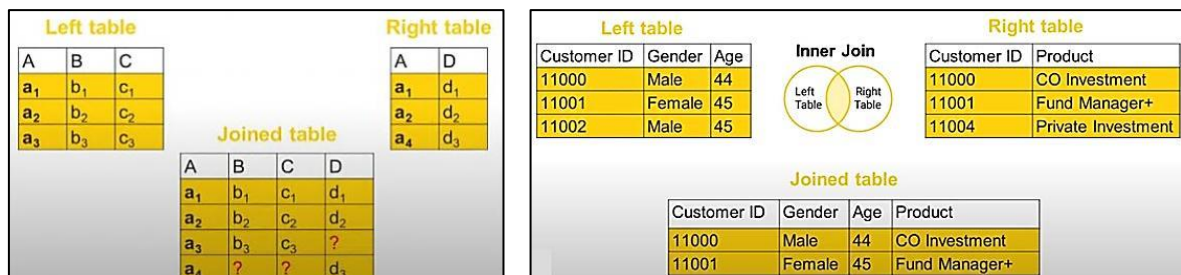 Left table
Right table
A B C
a₁ b₁ c₁
a₂ b₂ c₂
a₃ b₃ c₃
A D
a₁ d₁
a₂ d₂
a₄ d₃
Joined table
A B C D
a₁ b₁ c₁ d₁
a₂ b₂ c₂ d₂
a₃ b₃ c₃ ?
a₄ ? ? d₃
Left table
Customer ID Gender Age
11000 Male 44
11001 Female 45
11002 Male 45
Inner Join
Left Table
Right Table
Right table
Customer ID Product
11000 CO Investment
11001 Fund Manager+
11004 Private Investment
Joined table
Customer ID Gender Age Product
11000 Male 44 CO Investment
11001 Female 45 Fund Manager+